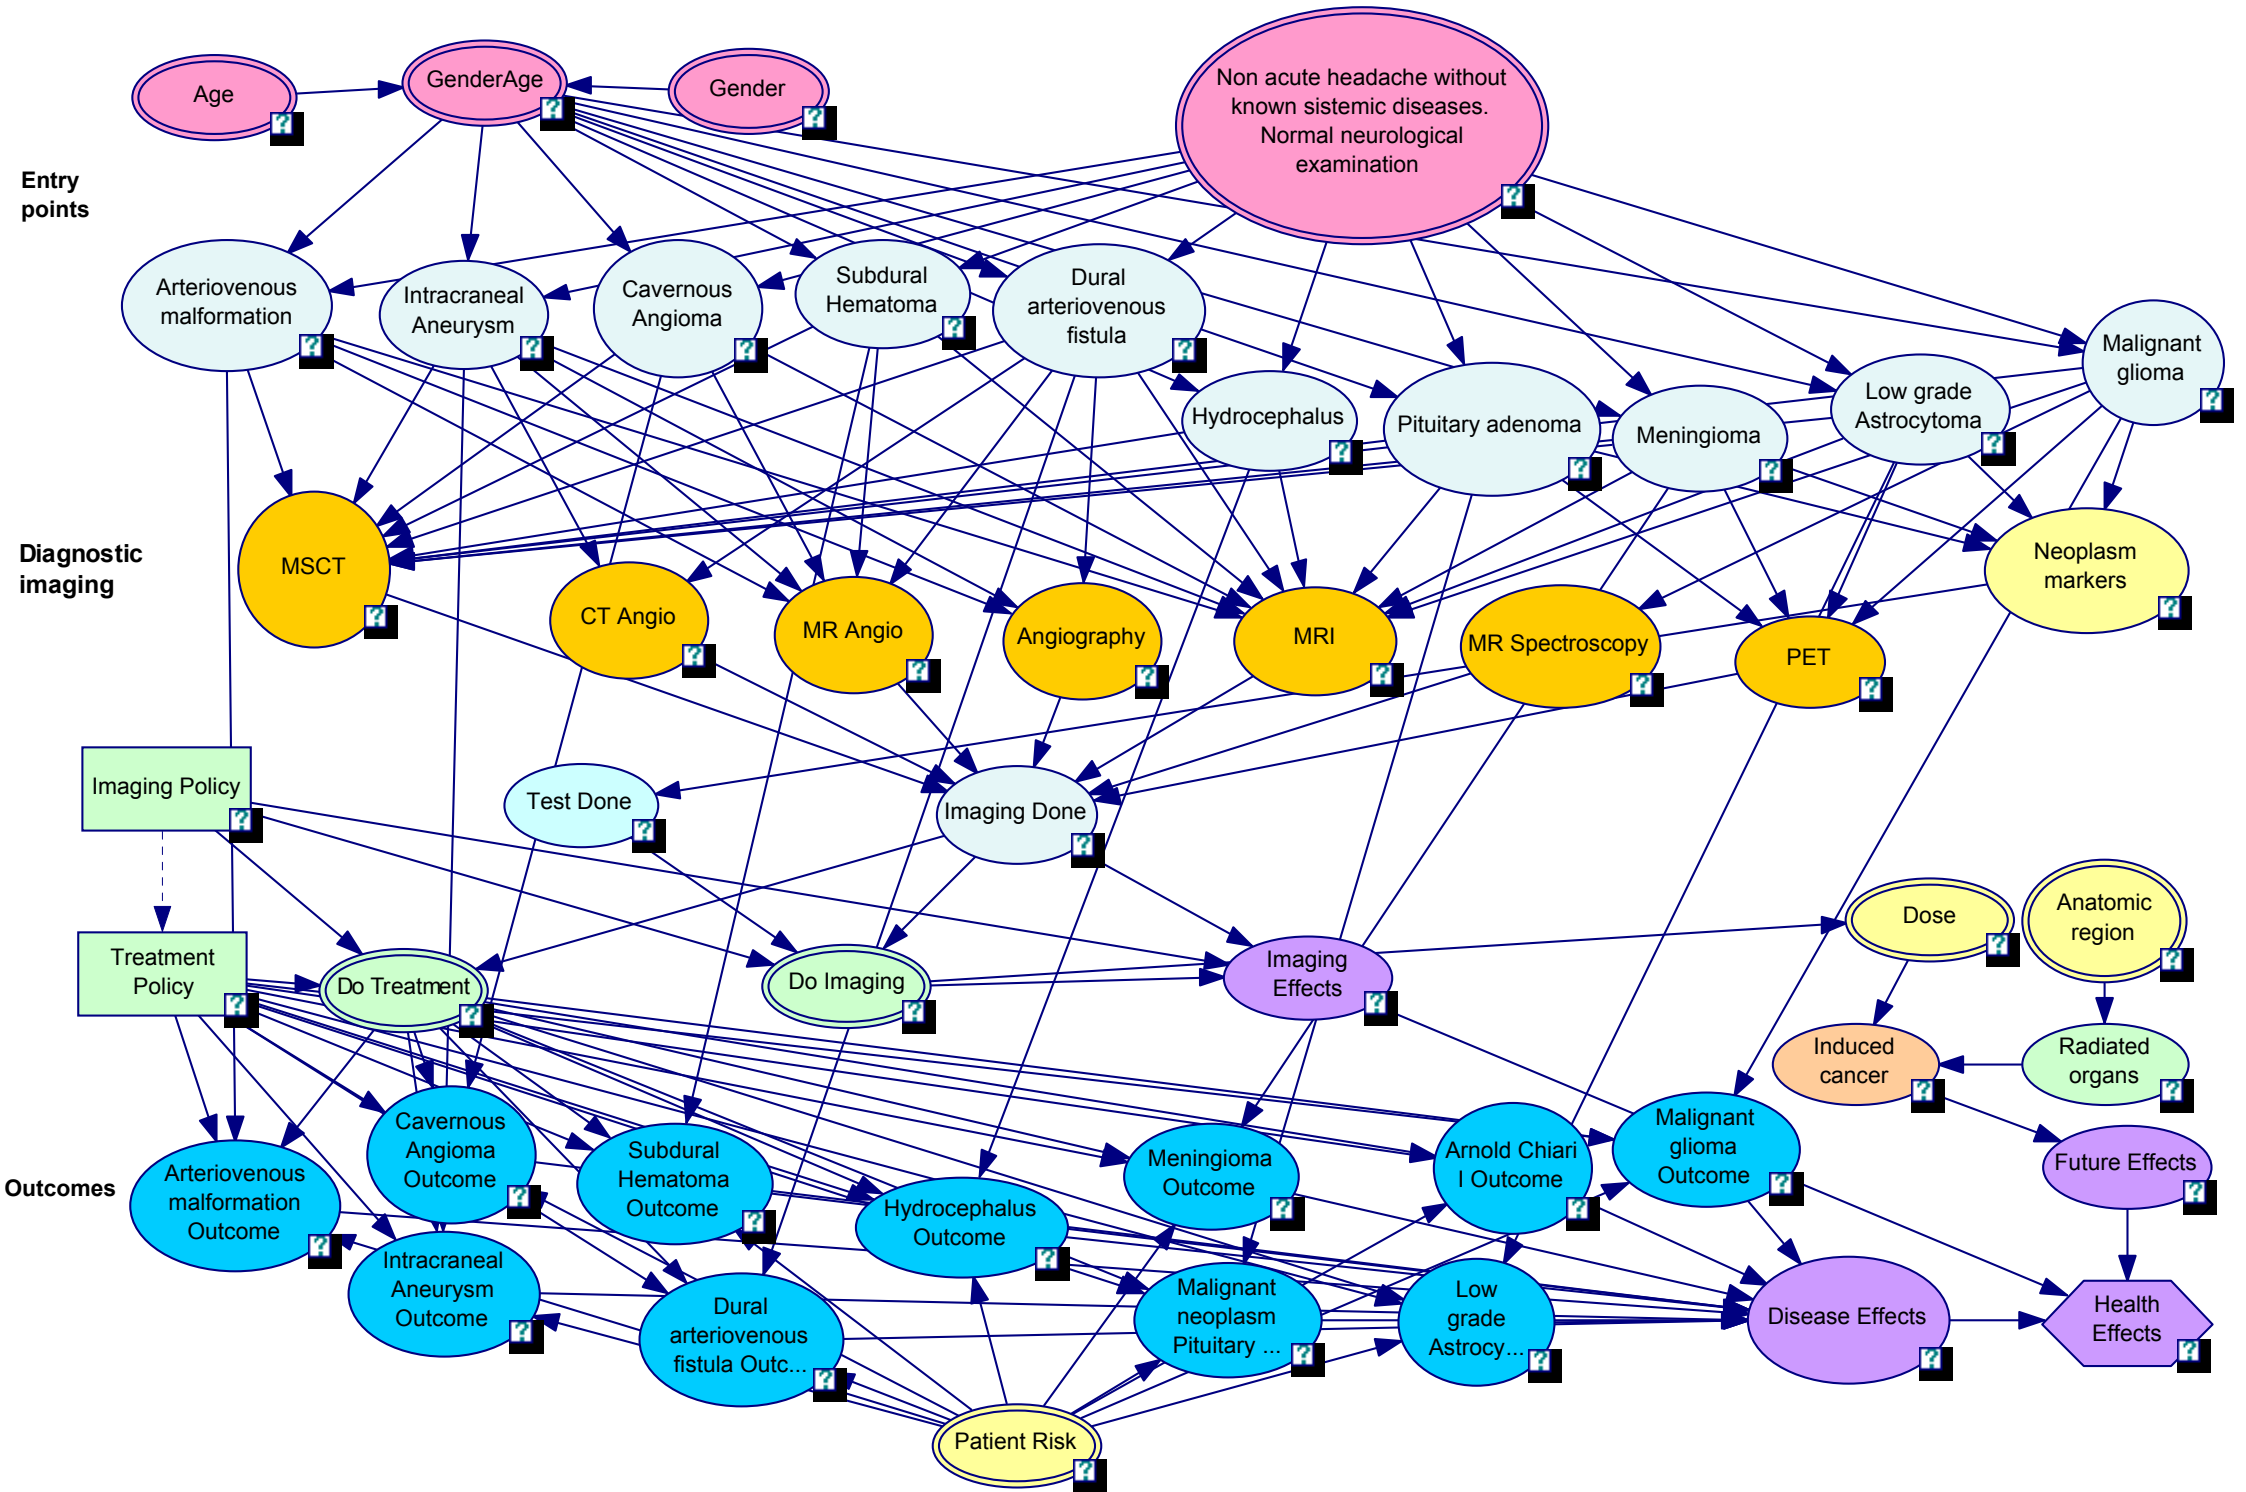 Age
GenderAge
Gender
Non acute headache without
known sistemic diseases.
Normal neurological
examination
Entry
points
Arteriovenous
malformation
Intracraneal
Aneurysm
Cavernous
Angioma
Subdural
Hematoma
Dural
arteriovenous
fistula
Hydrocephalus
Pituitary adenoma
Meningioma
Low grade
Astrocytoma
Malignant
glioma
Diagnostic
imaging
MSCT
CT Angio
MR Angio
Angiography
MRI
MR Spectroscopy
PET
Neoplasm
markers
Imaging Policy
Test Done
Imaging Done
Treatment
Policy
Do Treatment
Do Imaging
Imaging
Effects
Dose
Anatomic
region
Induced
cancer
Radiated
organs
Outcomes
Arteriovenous
malformation
Outcome
Cavernous
Angioma
Outcome
Intracraneal
Aneurysm
Outcome
Subdural
Hematoma
Outcome
Dural
arteriovenous
fistula Outc...
Hydrocephalus
Outcome
Meningioma
Outcome
Malignant
neoplasm
Pituitary ...
Arnold Chiari
I Outcome
Low
grade
Astrocy...
Malignant
glioma
Outcome
Future Effects
Disease Effects
Health
Effects
Patient Risk